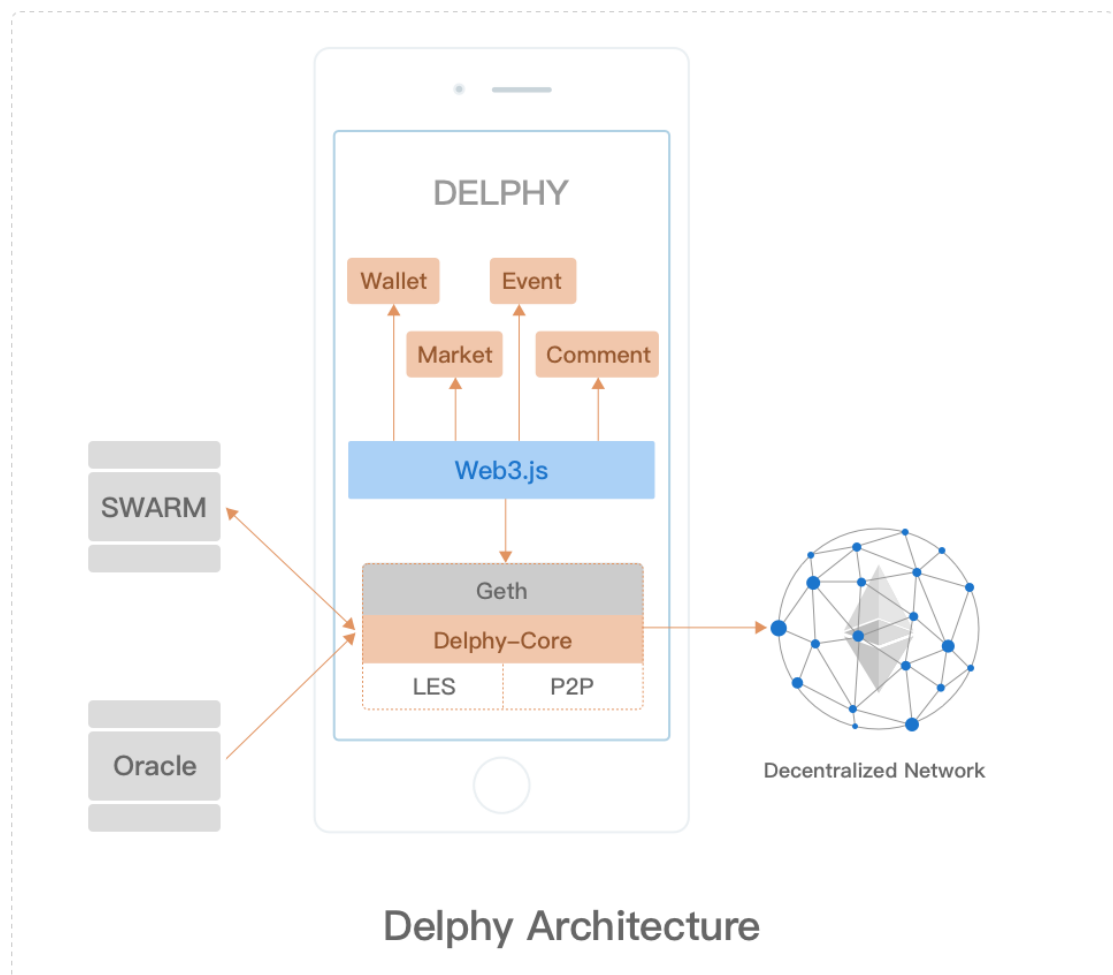 DELPHY
Wallet
Event
Market
Comment
Web3.js
SWARM
Geth
Delphy-Core
LES
P2P
Oracle
Decentralized Network
Delphy Architecture